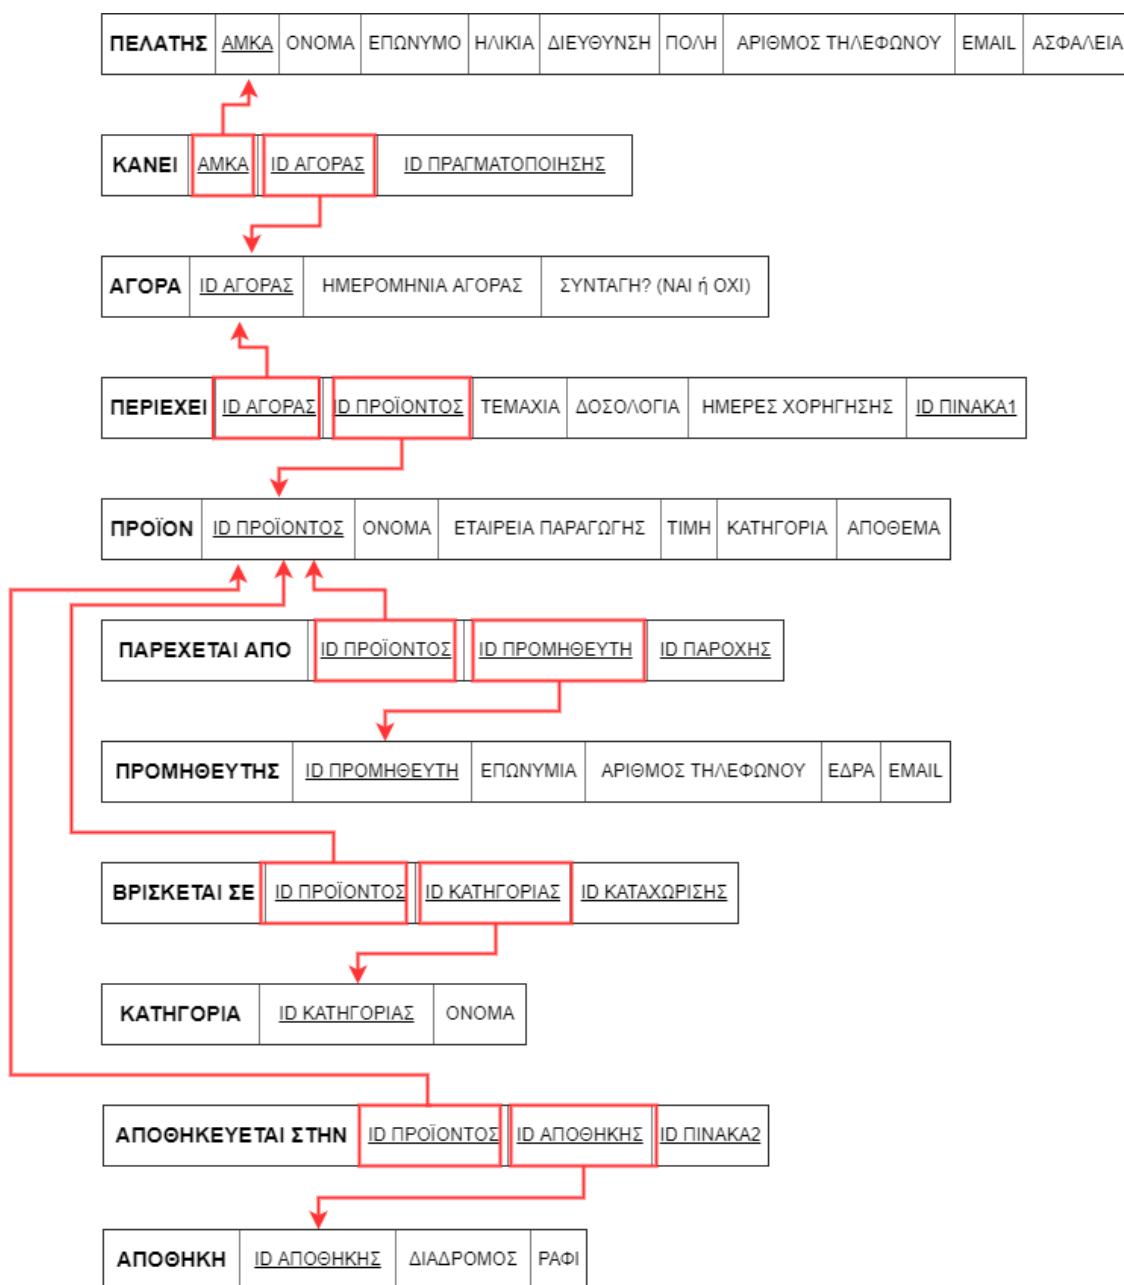 ΠΕΛΑΤΗΣ ΑΜΚΑ ΟΝΟΜΑ ΕΠΩΝΥΜΟ ΗΛΙΚΙΑ ΔΙΕΥΘΥΝΣΗ ΠΟΛΗ ΑΡΙΘΜΟΣ ΤΗΛΕΦΩΝΟΥ EMAIL ΑΣΦΑΛΕΙΑ
ΚΑΝΕΙ ΑΜΚΑ ID ΑΓΟΡΑΣ ID ΠΡΑΓΜΑΤΟΠΟΙΗΣΗΣ
ΑΓΟΡΑ ID ΑΓΟΡΑΣ ΗΜΕΡΟΜΗΝΙΑ ΑΓΟΡΑΣ ΣΥΝΤΑΓΗ? (ΝΑΙ ή ΟΧΙ)
ΠΕΡΙΕΧΕΙ ID ΑΓΟΡΑΣ ID ΠΡΟΪΟΝΤΟΣ ΤΕΜΑΧΙΑ ΔΟΣΟΛΟΓΙΑ ΗΜΕΡΕΣ ΧΟΡΗΓΗΣΗΣ ID ΠΙΝΑΚΑ1
ΠΡΟΪΟΝ ID ΠΡΟΪΟΝΤΟΣ ΟΝΟΜΑ ΕΤΑΙΡΕΙΑ ΠΑΡΑΓΩΓΗΣ ΤΙΜΗ ΚΑΤΗΓΟΡΙΑ ΑΠΟΘΕΜΑ
ΠΑΡΕΧΕΤΑΙ ΑΠΟ ID ΠΡΟΪΟΝΤΟΣ ID ΠΡΟΜΗΘΕΥΤΗ ID ΠΑΡΟΧΗΣ
ΠΡΟΜΗΘΕΥΤΗΣ ID ΠΡΟΜΗΘΕΥΤΗ ΕΠΩΝΥΜΙΑ ΑΡΙΘΜΟΣ ΤΗΛΕΦΩΝΟΥ ΕΔΡΑ EMAIL
ΒΡΙΣΚΕΤΑΙ ΣΕ ID ΠΡΟΪΟΝΤΟΣ ID ΚΑΤΗΓΟΡΙΑΣ ID ΚΑΤΑΧΩΡΙΣΗΣ
ΚΑΤΗΓΟΡΙΑ ID ΚΑΤΗΓΟΡΙΑΣ ΟΝΟΜΑ
ΑΠΟΘΗΚΕΥΕΤΑΙ ΣΤΗΝ ID ΠΡΟΪΟΝΤΟΣ ID ΑΠΟΘΗΚΗΣ ID ΠΙΝΑΚΑ2
ΑΠΟΘΗΚΗ ID ΑΠΟΘΗΚΗΣ ΔΙΑΔΡΟΜΟΣ ΡΑΦΙ